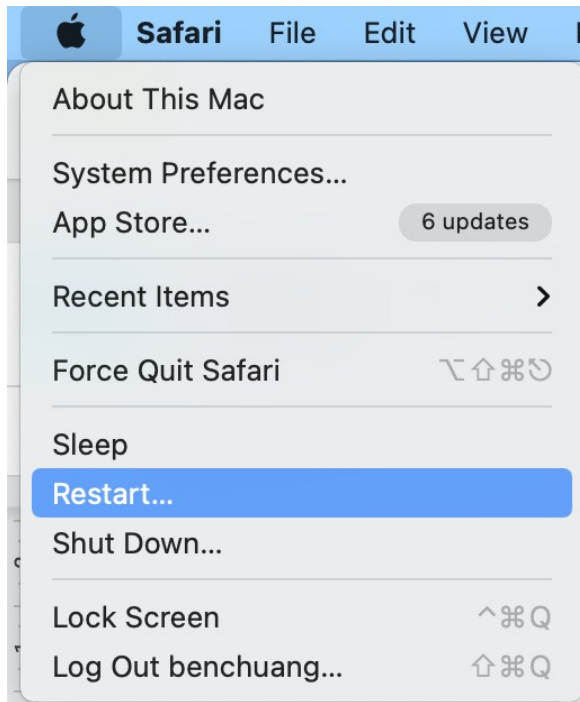 Safari File Edit View
About This Mac
System Preferences...
App Store... 6 updates
Recent Items
Force Quit Safari ⌥⇧⌘⎋
Sleep
Restart...
Shut Down...
Lock Screen ^⌘Q
Log Out benchuang... ⇧⌘Q